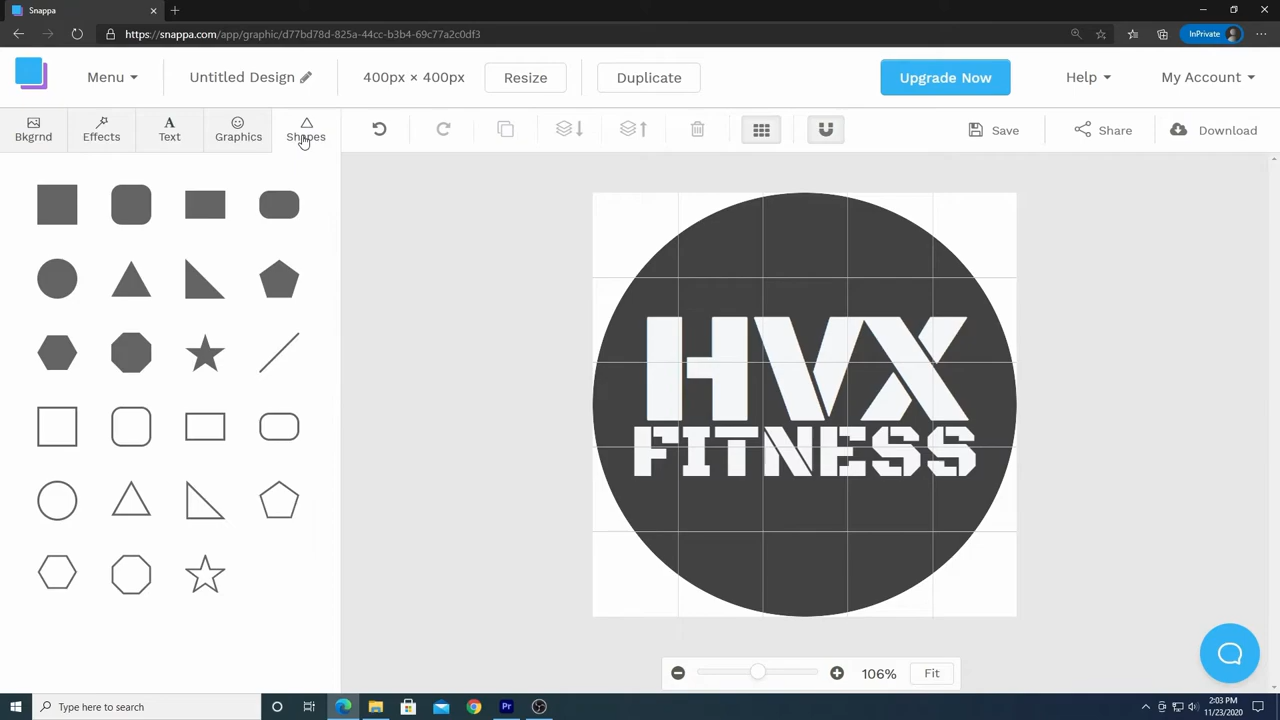 Snappa
https://snappa.com/app/graphic/d77bd78d-825a-44cc-b3b4-69c77a2c0df3
InPrivate
Menu
Untitled Design
400px × 400px
Resize
Duplicate
Upgrade Now
Help
My Account
Bkgrnd
Effects
Text
Graphics
Shapes
Save
Share
Download
HVX
FITNESS
106%
Fit
Type here to search
2:03 PM
11/23/2020